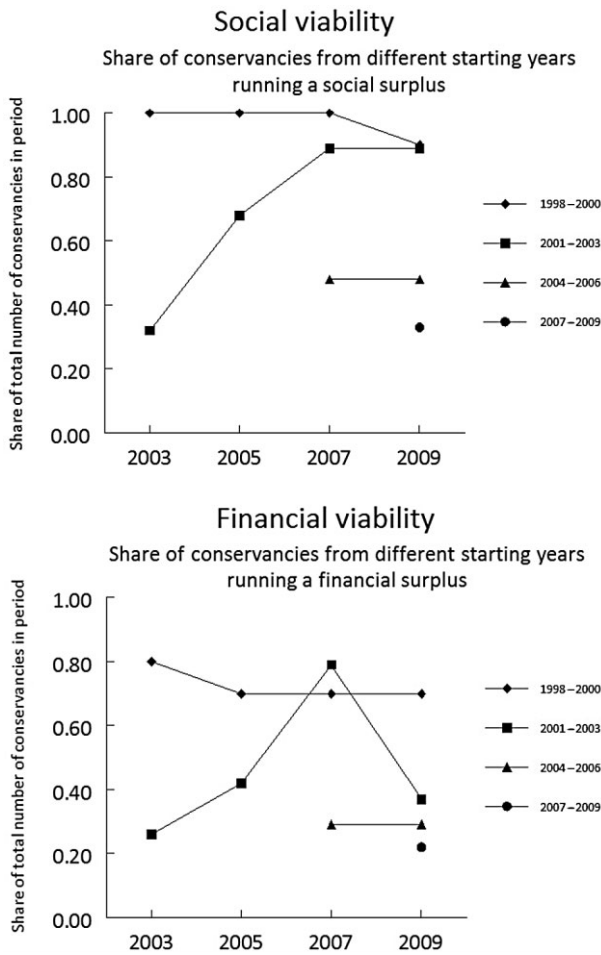 Social viability
Share of conservancies from different starting years
running a social surplus
Share of total number of conservancies in period
1.00
0.80
0.60
0.40
0.20
0.00
2003 2005 2007 2009
1998–2000
2001–2003
2004–2006
2007–2009
Financial viability
Share of conservancies from different starting years
running a financial surplus
Share of total number of conservancies in period
1.00
0.80
0.60
0.40
0.20
0.00
2003 2005 2007 2009
1998–2000
2001–2003
2004–2006
2007–2009